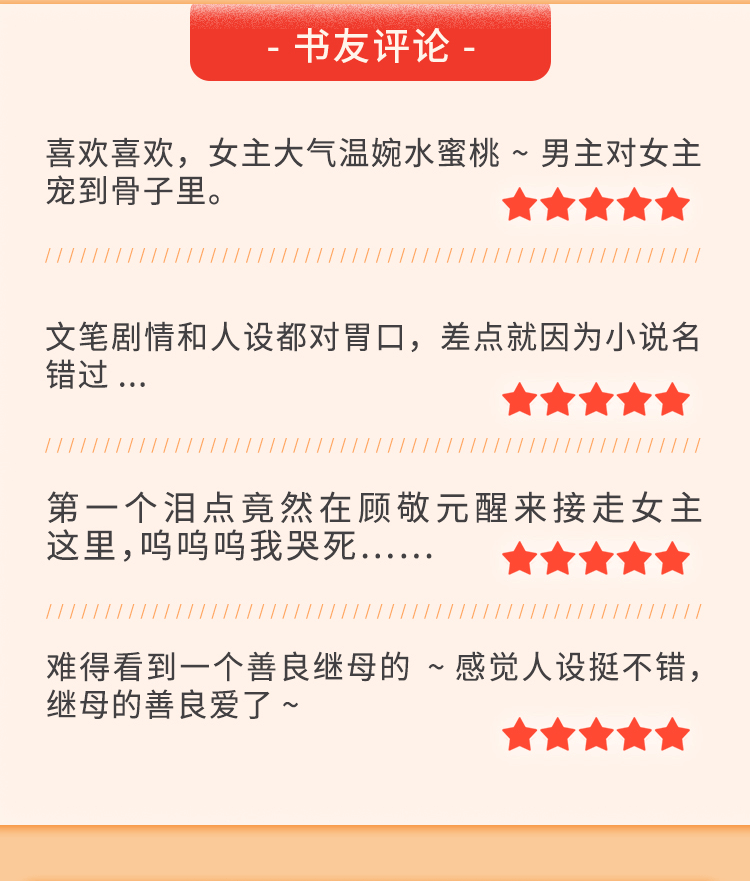 - 书友评论 -
喜欢喜欢，女主大气温婉水蜜桃 ~ 男主对女主
宠到骨子里。
文笔剧情和人设都对胃口，差点就因为小说名
错过 ...
第一个泪点竟然在顾敬元醒来接走女主
这里,呜呜呜我哭死......
难得看到一个善良继母的 ~ 感觉人设挺不错，
继母的善良爱了 ~